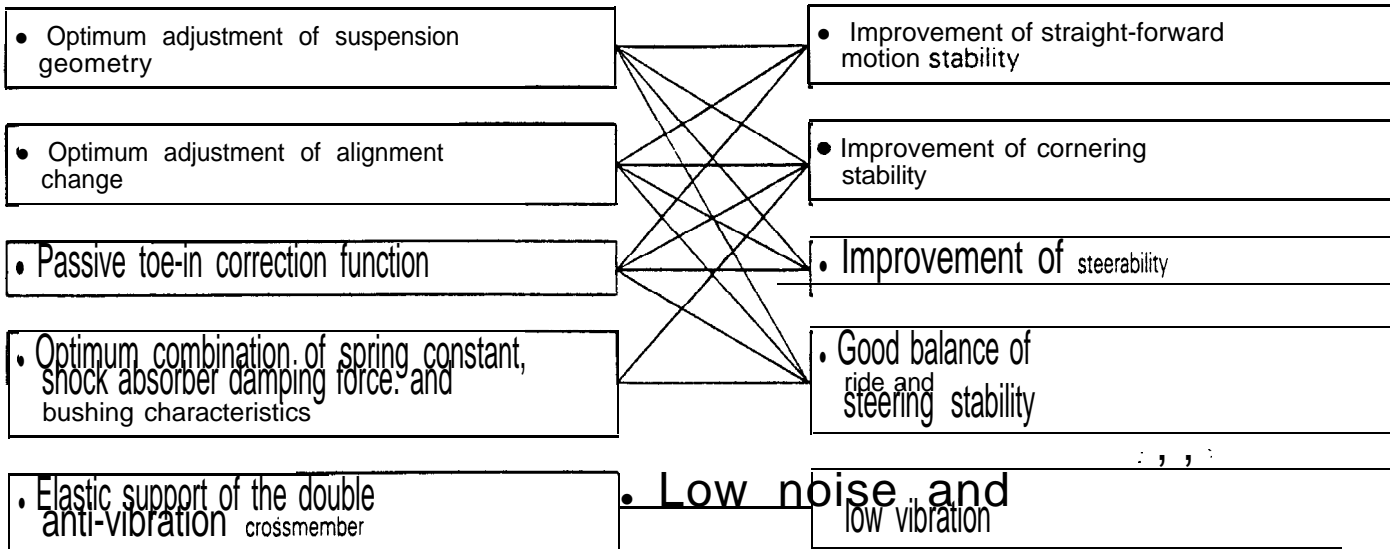 • Optimum adjustment of suspension
geometry
• Improvement of straight-forward
motion stability
• Optimum adjustment of alignment
change
• Improvement of cornering
stability
• Passive toe-in correction function
• Improvement of steerability
• Optimum combination of spring constant,
shock absorber damping force. and
bushing characteristics
• Good balance of
ride and
steering stability
• Elastic support of the double
anti-vibration crossmember
• Low noise and
low vibration